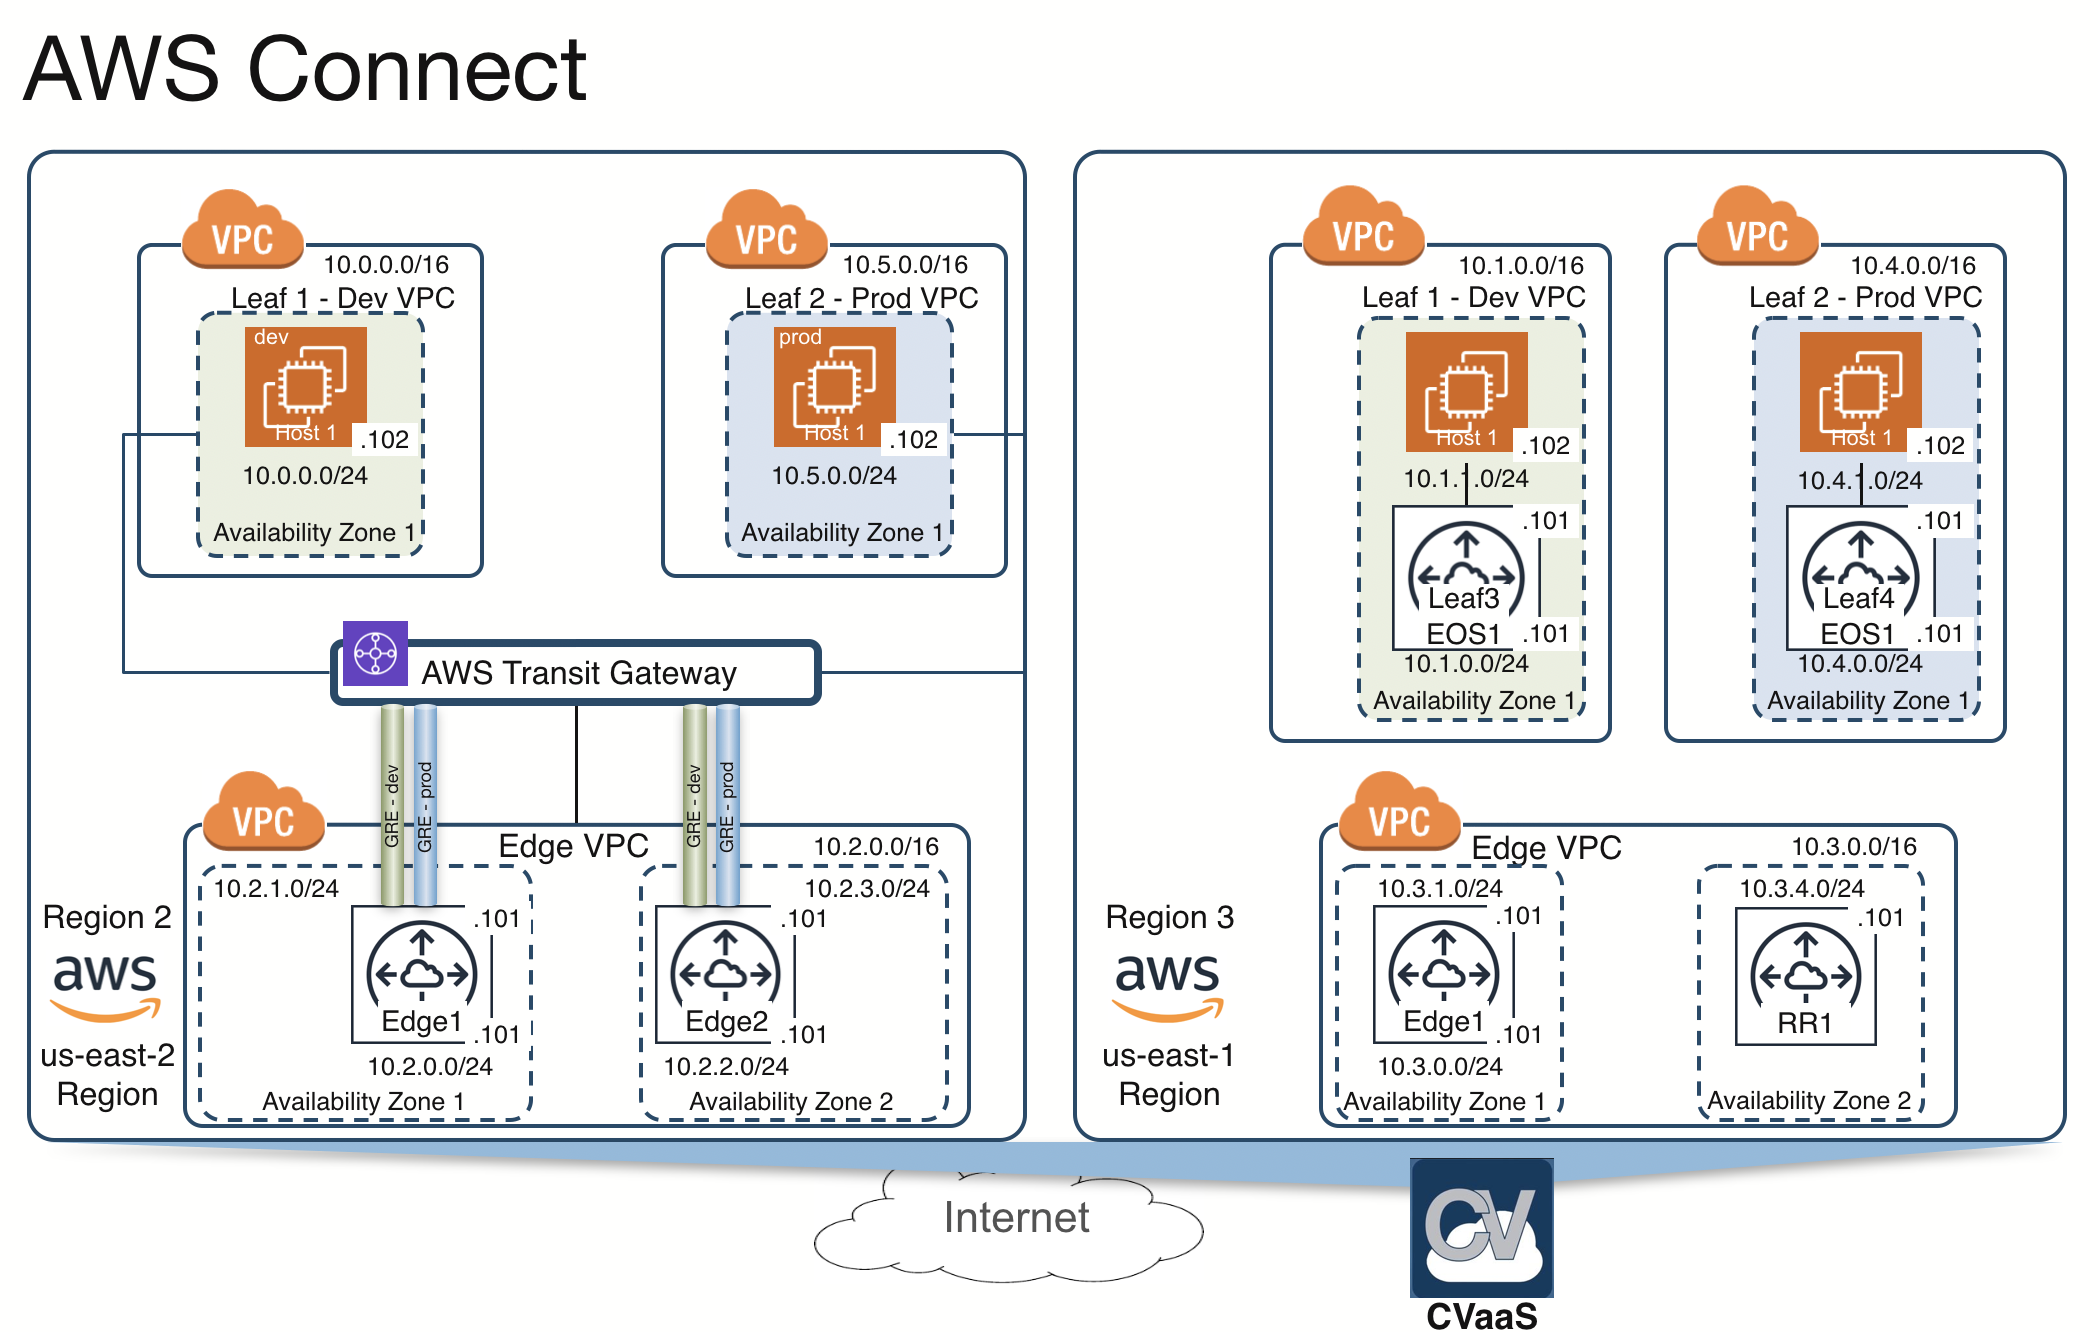 AWS Connect
VPC
10.0.0.0/16
Leaf 1 - Dev VPC
dev
Host 1
.102
10.0.0.0/24
Availability Zone 1
VPC
10.5.0.0/16
Leaf 2 - Prod VPC
prod
Host 1
.102
10.5.0.0/24
Availability Zone 1
AWS Transit Gateway
GRE - dev
GRE - prod
GRE - dev
GRE - prod
VPC
Edge VPC
10.2.0.0/16
10.2.1.0/24
.101
Edge1
.101
10.2.0.0/24
Availability Zone 1
10.2.3.0/24
.101
Edge2
.101
10.2.2.0/24
Availability Zone 2
Region 2
aws
us-east-2
Region
VPC
10.1.0.0/16
Leaf 1 - Dev VPC
Host 1
.102
10.1.1.0/24
.101
Leaf3
EOS1
.101
10.1.0.0/24
Availability Zone 1
VPC
10.4.0.0/16
Leaf 2 - Prod VPC
Host 1
.102
10.4.1.0/24
.101
Leaf4
EOS1
.101
10.4.0.0/24
Availability Zone 1
VPC
Edge VPC
10.3.0.0/16
10.3.1.0/24
.101
Edge1
.101
10.3.0.0/24
Availability Zone 1
10.3.4.0/24
.101
RR1
Availability Zone 2
Region 3
aws
us-east-1
Region
Internet
CV
CVaaS